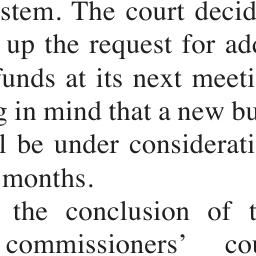 stem. The court decid
up the request for add
funds at its next meeti
g in mind that a new bu
l be under considerati
months.
the conclusion of t
commissioners' cou